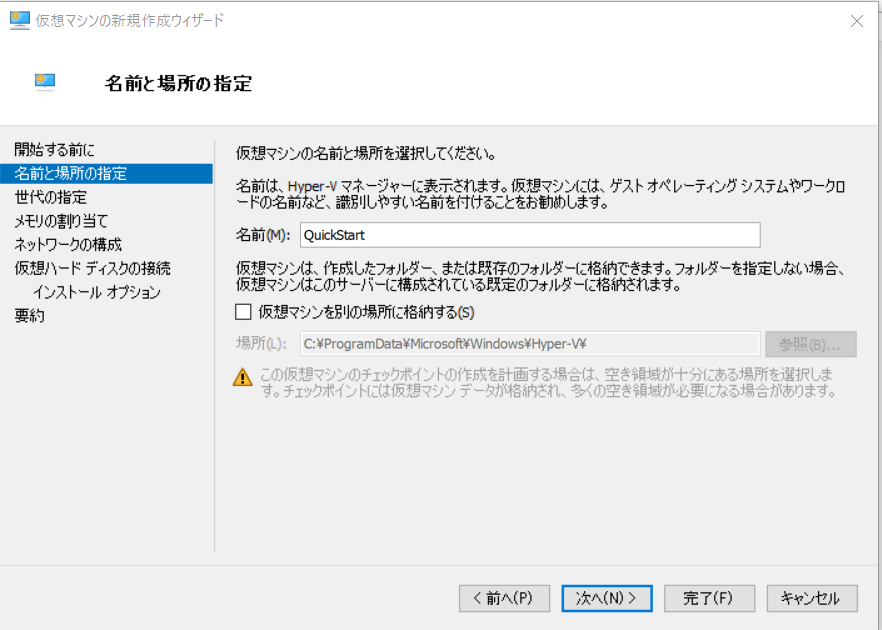 仮想マシンの新規作成ウィザード
名前と場所の指定
開始する前に
名前と場所の指定
世代の指定
メモリの割り当て
ネットワークの構成
仮想ハード ディスクの接続
インストール オプション
要約
仮想マシンの名前と場所を選択してください。
名前は、Hyper-V マネージャーに表示されます。仮想マシンには、ゲスト オペレーティング システムやワークロ
ードの名前など、識別しやすい名前を付けることをお勧めします。
名前(M): QuickStart
仮想マシンは、作成したフォルダー、または既存のフォルダーに格納できます。フォルダーを指定しない場合、
仮想マシンはこのサーバーに構成されている既定のフォルダーに格納されます。
仮想マシンを別の場所に格納する(S)
場所(L): C:¥ProgramData¥Microsoft¥Windows¥Hyper-V¥ 参照(B)...
この仮想マシンのチェックポイントの作成を計画する場合は、空き領域が十分にある場所を選択しま
す。チェックポイントには仮想マシン データが格納され、多くの空き領域が必要になる場合があります。
< 前へ(P) 次へ(N) > 完了(F) キャンセル